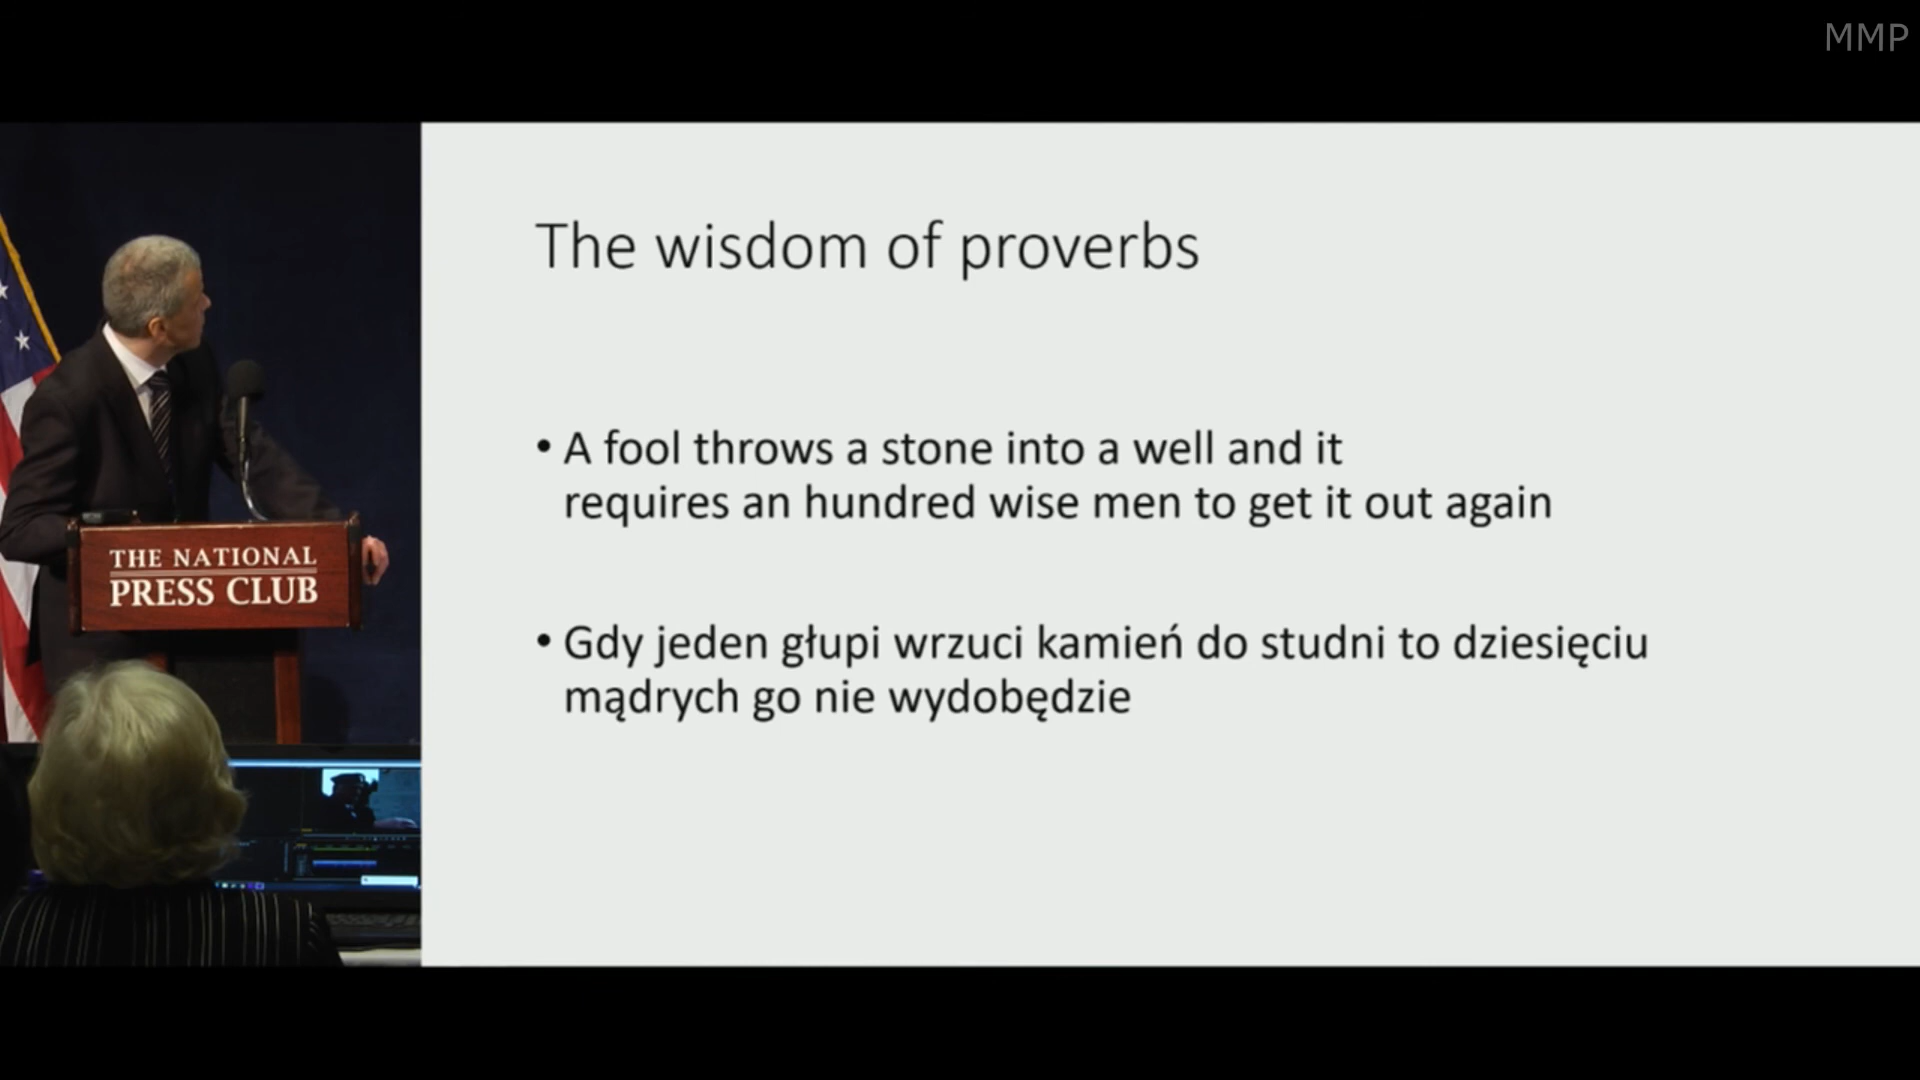 MMP
The wisdom of proverbs
• A fool throws a stone into a well and it
requires an hundred wise men to get it out again
• Gdy jeden głupi wrzuci kamień do studni to dziesięciu
mądrych go nie wydobędzie
THE NATIONAL
PRESS CLUB